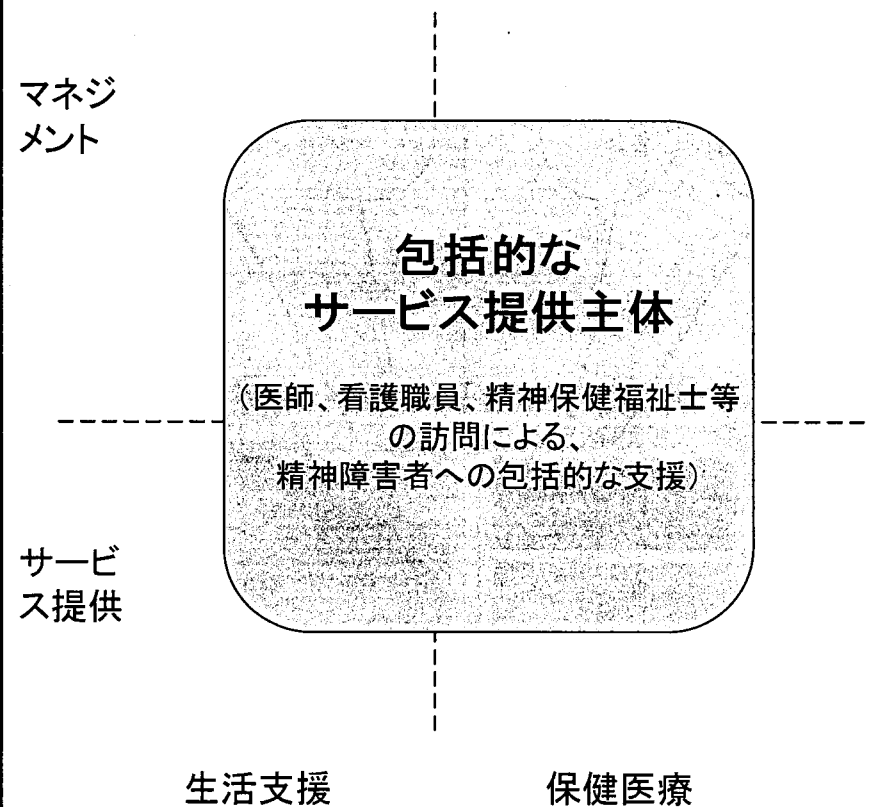 マネジ
メント
包括的な
サービス提供主体
（医師、看護職員、精神保健福祉士等
の訪問による、
精神障害者への包括的な支援）
サービ
ス提供
生活支援
保健医療